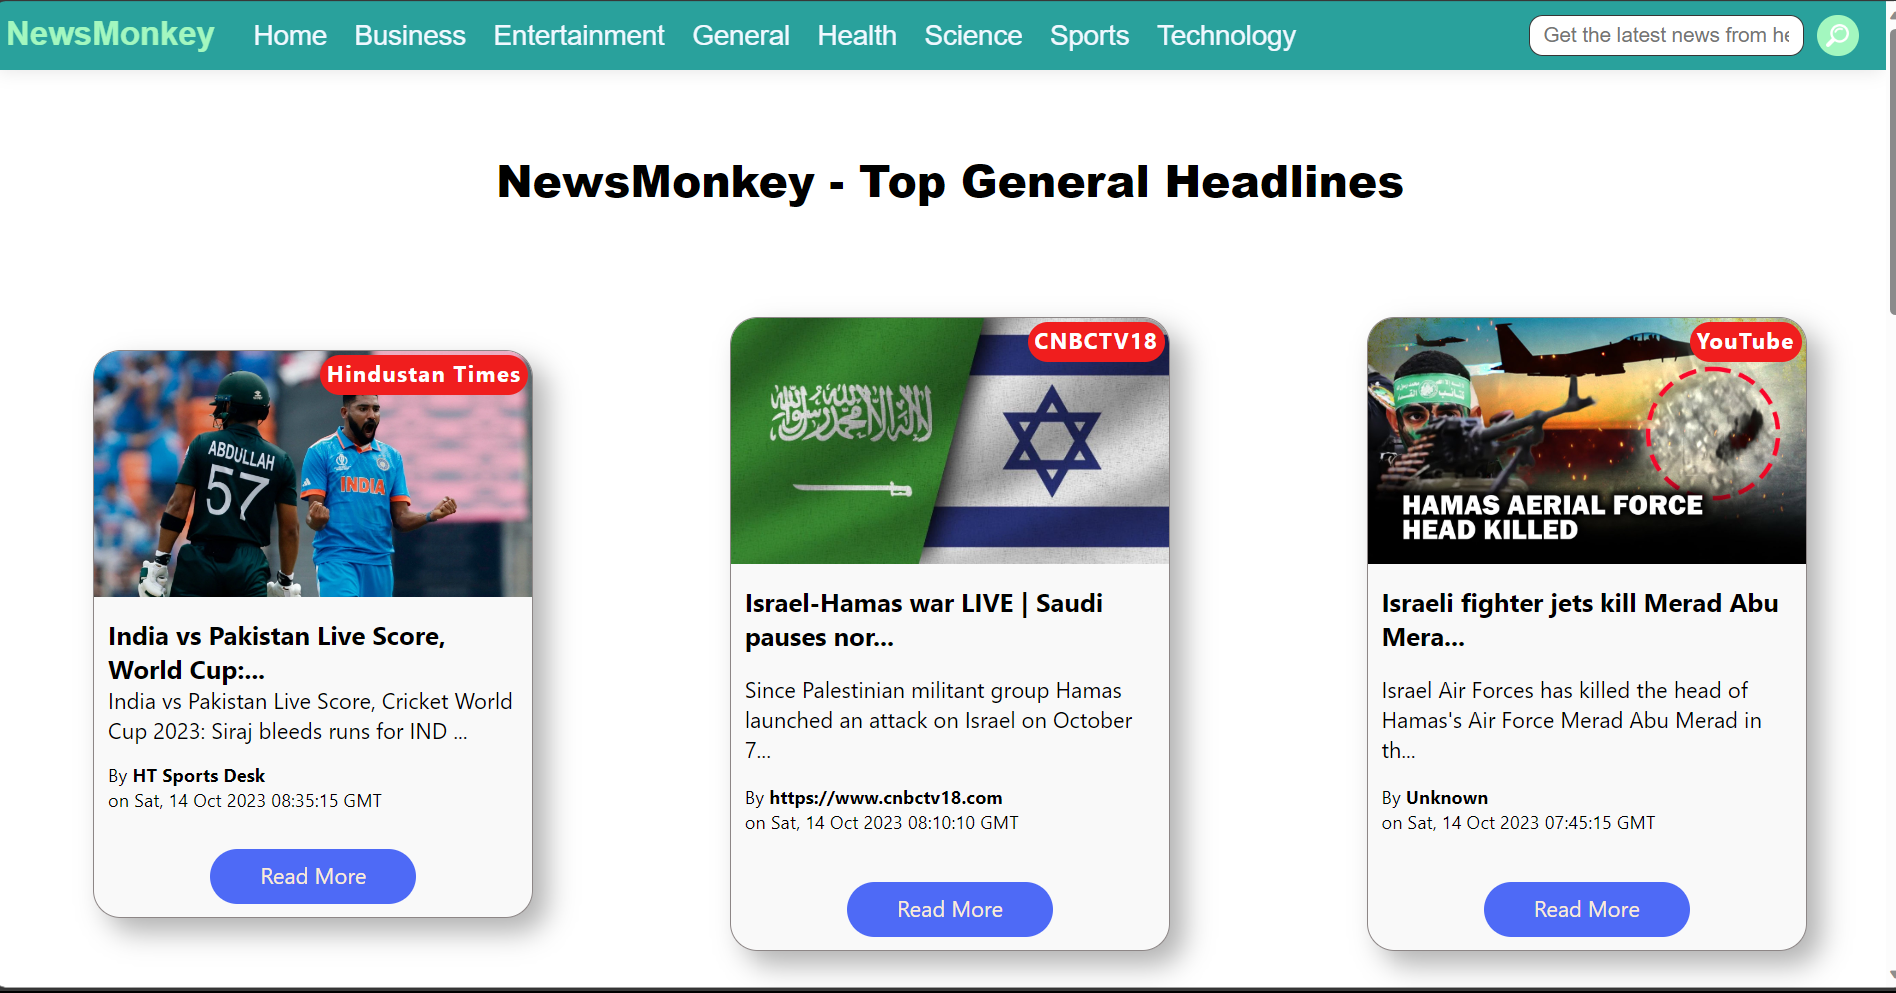 NewsMonkey Home Business Entertainment General Health Science Sports Technology Get the latest news from he
NewsMonkey - Top General Headlines
Hindustan Times
ABDULLAH
57
INDIA
India vs Pakistan Live Score,
World Cup:...
India vs Pakistan Live Score, Cricket World
Cup 2023: Siraj bleeds runs for IND ...
By HT Sports Desk
on Sat, 14 Oct 2023 08:35:15 GMT
Read More
CNBCTV18
لا إله إلا الله محمد رسول الله
Israel-Hamas war LIVE | Saudi
pauses nor...
Since Palestinian militant group Hamas
launched an attack on Israel on October
7...
By https://www.cnbctv18.com
on Sat, 14 Oct 2023 08:10:10 GMT
Read More
YouTube
HAMAS AERIAL FORCE
HEAD KILLED
Israeli fighter jets kill Merad Abu
Mera...
Israel Air Forces has killed the head of
Hamas's Air Force Merad Abu Merad in
th...
By Unknown
on Sat, 14 Oct 2023 07:45:15 GMT
Read More